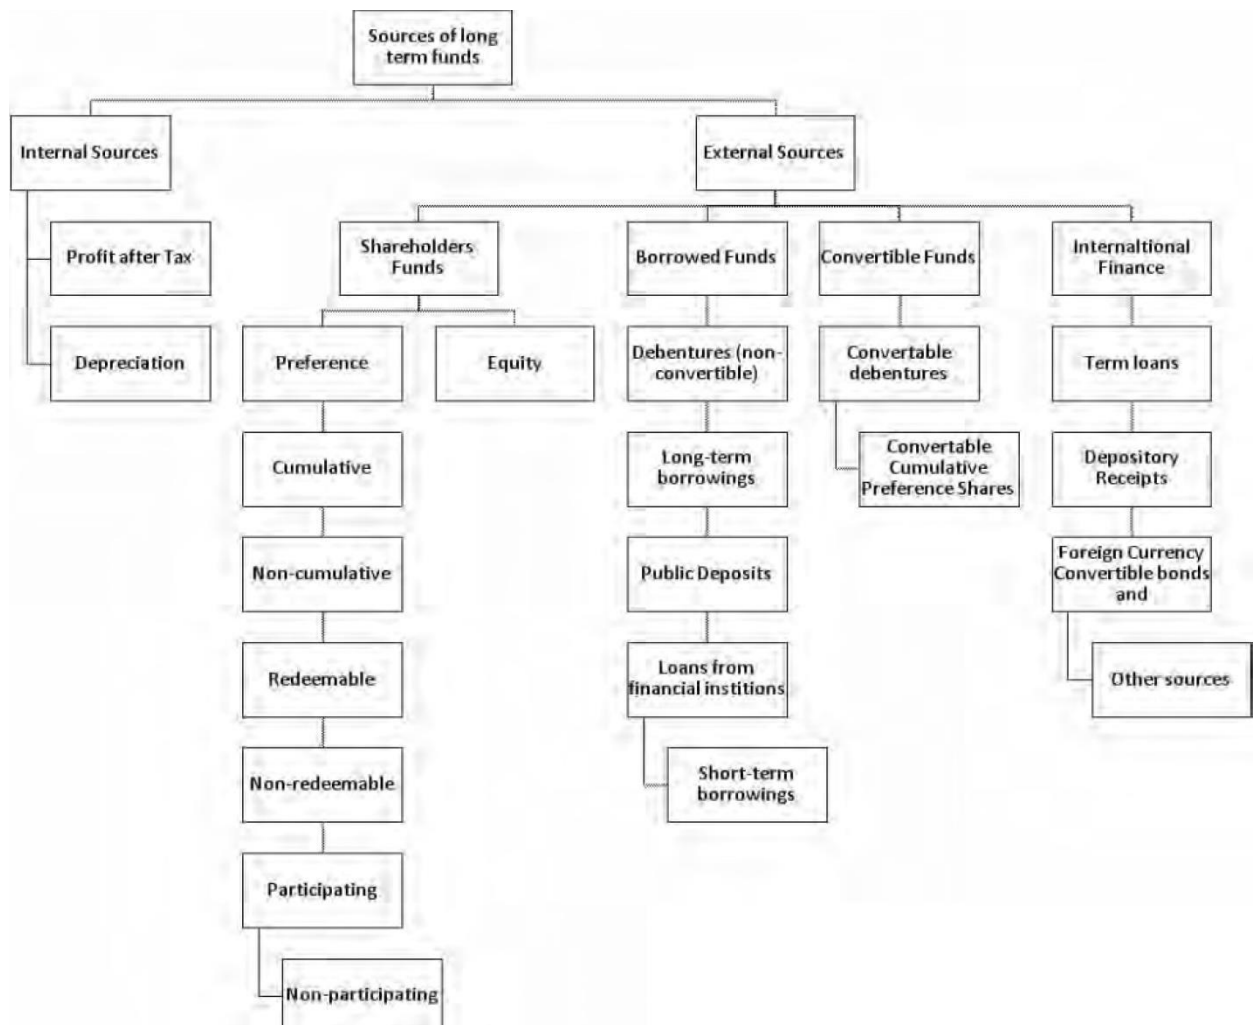 Sources of long
term funds
Internal Sources
External Sources
Profit after Tax
Shareholders
Funds
Borrowed Funds
Convertible Funds
Internaltional
Finance
Depreciation
Preference
Equity
Debentures (non-
convertible)
Convertable
debentures
Term loans
Cumulative
Long-term
borrowings
Convertable
Cumulative
Preference Shares
Depository
Receipts
Non-cumulative
Public Deposits
Foreign Currency
Convertible bonds
and
Redeemable
Loans from
financial institions
Other sources
Non-redeemable
Short-term
borrowings
Participating
Non-participating